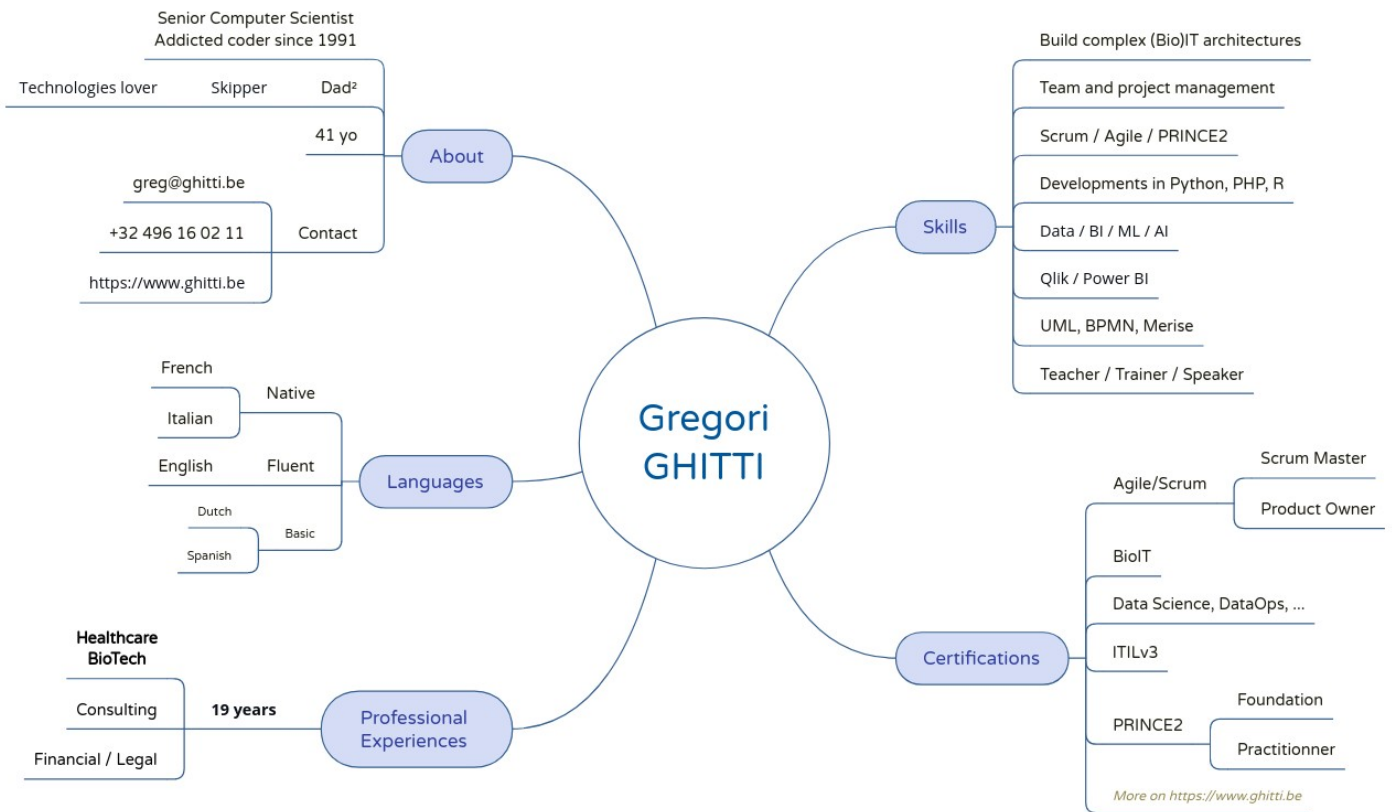 Gregori
GHITTI
About
Senior Computer Scientist
Addicted coder since 1991
Technologies lover Skipper Dad²
41 yo
Contact
greg@ghitti.be
+32 496 16 02 11
https://www.ghitti.be
Languages
Native
French
Italian
Fluent
English
Basic
Dutch
Spanish
Professional
Experiences
19 years
Healthcare
BioTech
Consulting
Financial / Legal
Skills
Build complex (Bio)IT architectures
Team and project management
Scrum / Agile / PRINCE2
Developments in Python, PHP, R
Data / BI / ML / AI
Qlik / Power BI
UML, BPMN, Merise
Teacher / Trainer / Speaker
Certifications
Agile/Scrum
Scrum Master
Product Owner
BioIT
Data Science, DataOps, ...
ITILv3
PRINCE2
Foundation
Practitionner
More on https://www.ghitti.be